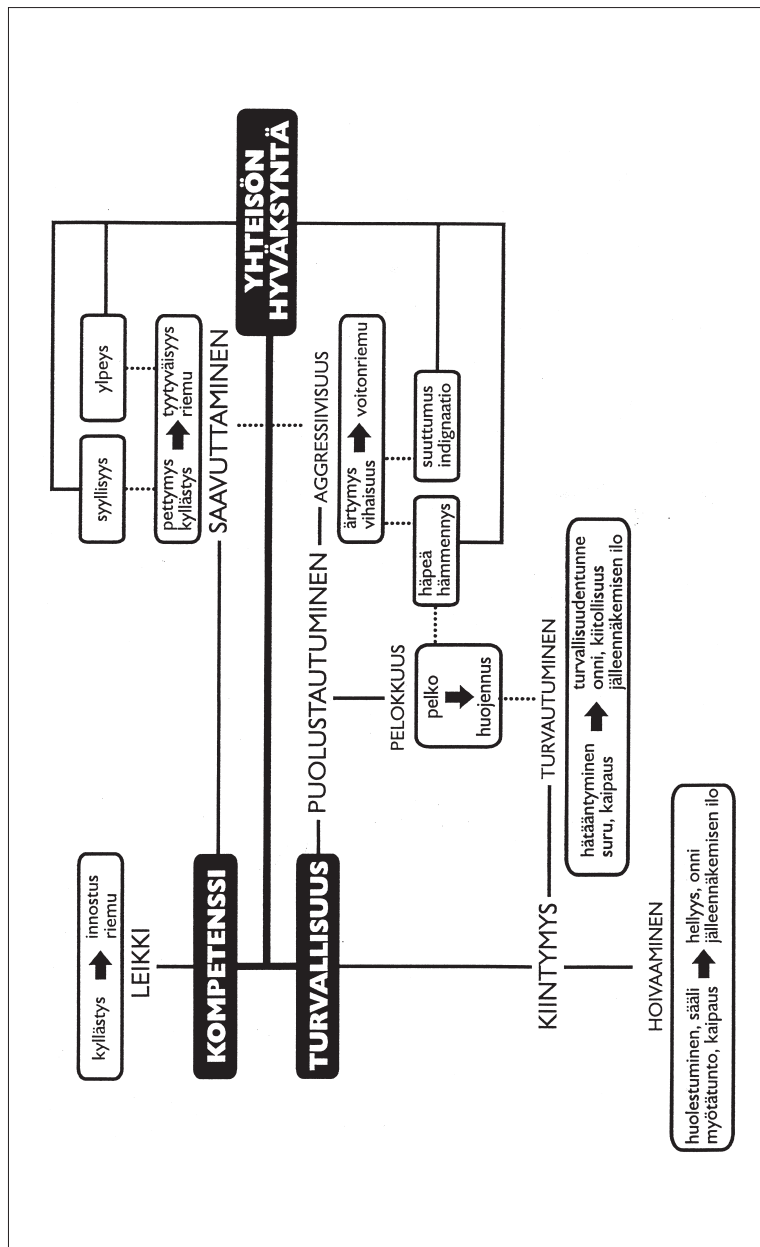 kyllästys
innostus
riemu
LEIKKI
KOMPETENSSI
TURVALLISUUS
syyllisyys
ylpeys
pettymys
kyllästys
tyytyväisyys
riemu
SAAVUTTAMINEN
YHTEISÖN
HYVÄKSYNTÄ
PUOLUSTAUTUMINEN
AGGRESSIIVISUUS
ärtymys
vihaisuus
voitonriemu
PELOKKUUS
pelko
huojennus
häpeä
hämmennys
suuttumus
indignaatio
KIINTYMYS
TURVAUTUMINEN
hätääntyminen
suru, kaipaus
turvallisuudentunne
onni, kiitollisuus
jälleennäkemisen ilo
HOIVAAMINEN
huolestuminen, sääli
myötätunto, kaipaus
hellyys, onni
jälleennäkemisen ilo